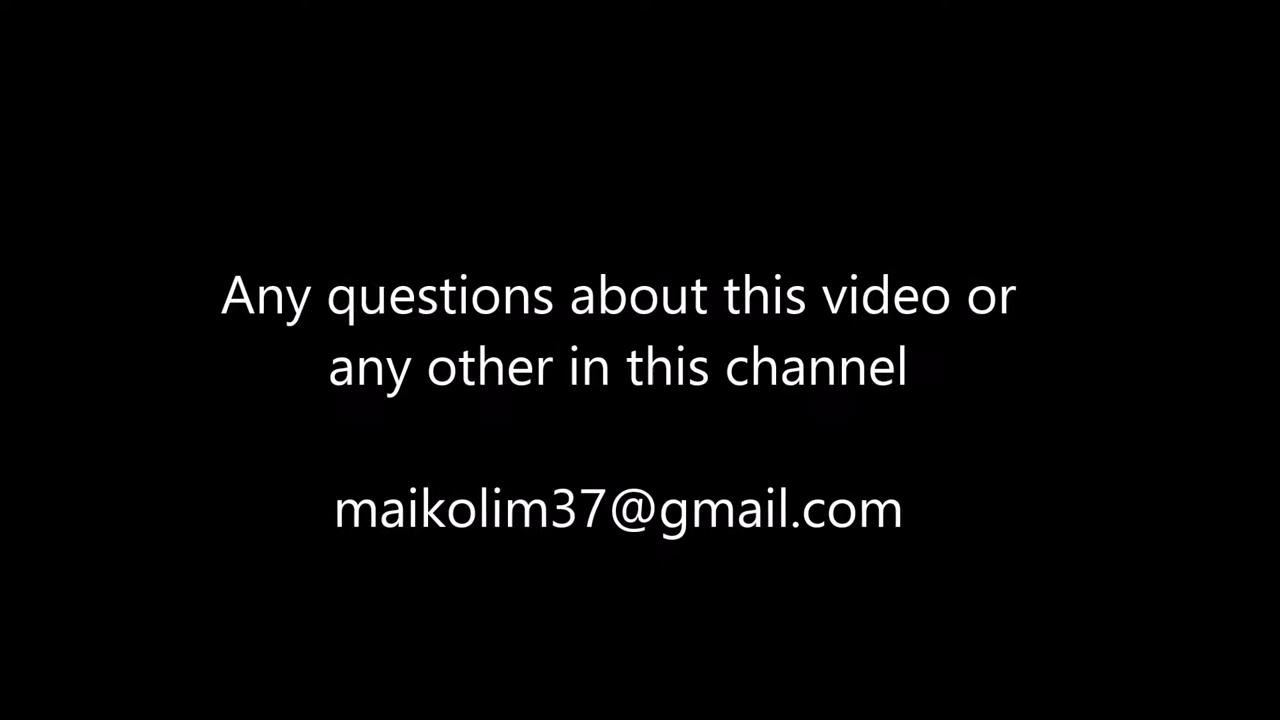 Any questions about this video or
any other in this channel
maikolim37@gmail.com